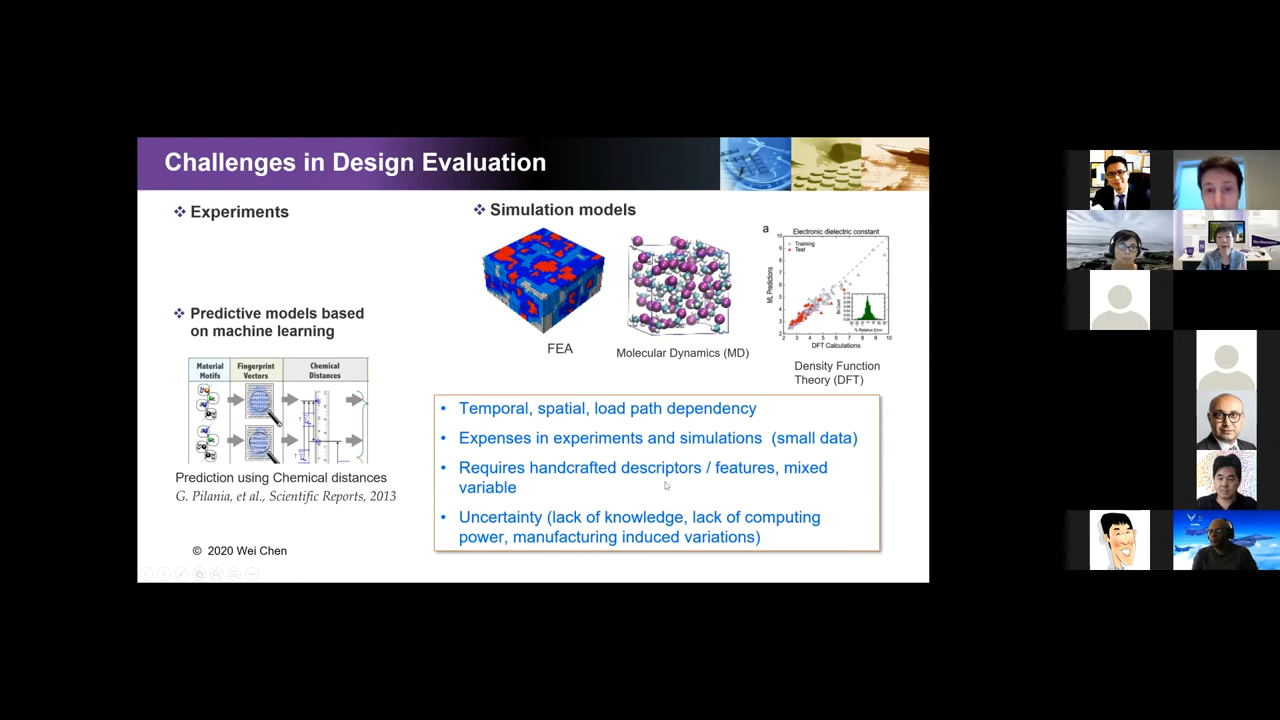 Challenges in Design Evaluation
Experiments
Simulation models
a
Electronic dielectric constant
Training
Test
ML Predictions
% Relative Error
DFT Calculations
FEA
Molecular Dynamics (MD)
Density Function
Theory (DFT)
Predictive models based
on machine learning
Material
Motifs
Fingerprint
Vectors
Chemical
Distances
Prediction using Chemical distances
G. Pilania, et al., Scientific Reports, 2013
• Temporal, spatial, load path dependency
• Expenses in experiments and simulations (small data)
• Requires handcrafted descriptors / features, mixed
variable
• Uncertainty (lack of knowledge, lack of computing
power, manufacturing induced variations)
© 2020 Wei Chen
Northwestern